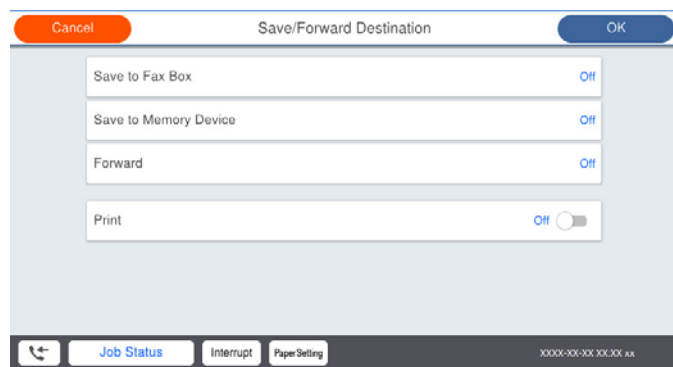 Cancel Save/Forward Destination OK
Save to Fax Box Off
Save to Memory Device Off
Forward Off
Print Off
Job Status Interrupt Paper Setting XXXX-XX-XX XX:XX xx